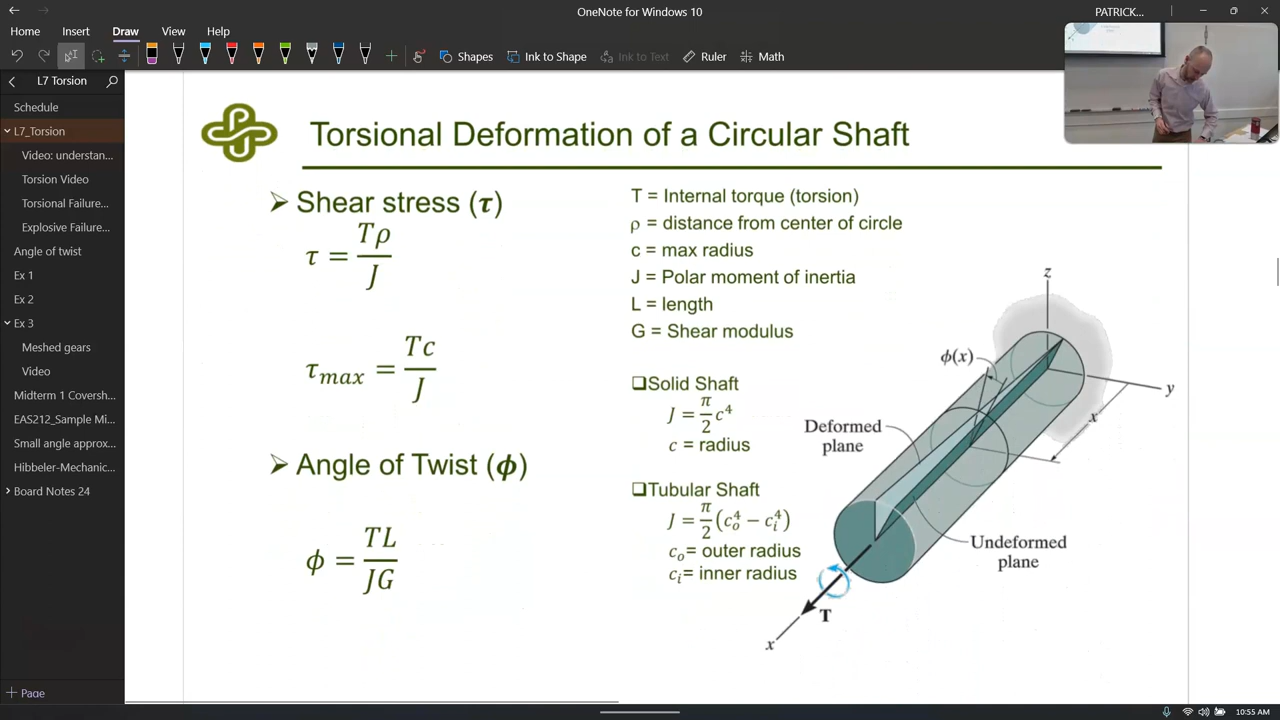 OneNote for Windows 10
PATRICK...
Home Insert Draw View Help
Shapes Ink to Shape Ink to Text Ruler Math
L7 Torsion
Schedule
L7_Torsion
Video: understan...
Torsion Video
Torsional Failure...
Explosive Failure...
Angle of twist
Ex 1
Ex 2
Ex 3
Meshed gears
Video
Midterm 1 Coversh...
EAS212_Sample Mi...
Small angle approx...
Hibbeler-Mechanic...
Board Notes 24
+ Page
Torsional Deformation of a Circular Shaft
➢ Shear stress (τ)
τ = Tρ/J
τmax = Tc/J
➢ Angle of Twist (ϕ)
ϕ = TL/JG
T = Internal torque (torsion)
ρ = distance from center of circle
c = max radius
J = Polar moment of inertia
L = length
G = Shear modulus
❑Solid Shaft
J = π/2 c⁴
c = radius
❑Tubular Shaft
J = π/2 (cₒ⁴ − cᵢ⁴)
cₒ= outer radius
cᵢ= inner radius
z
ϕ(x)
y
x
Deformed
plane
Undeformed
plane
T
x
10:55 AM